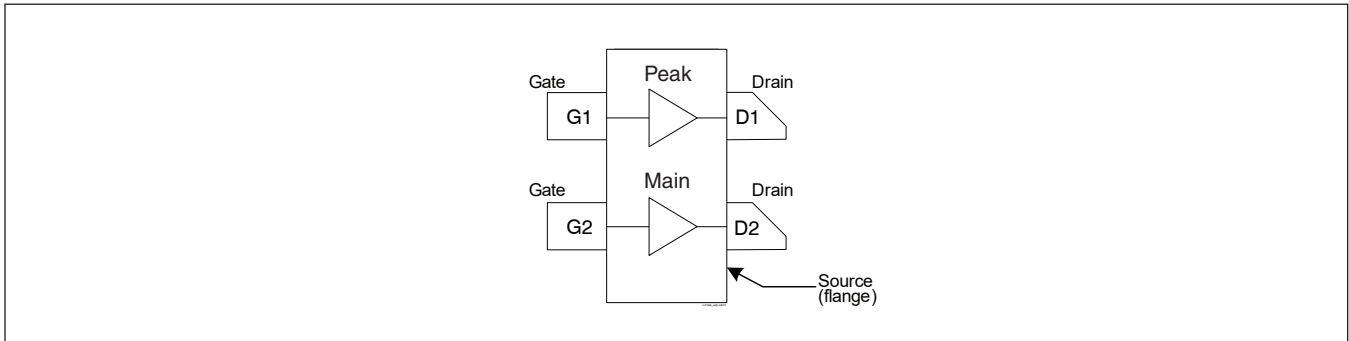 Peak
Gate
Drain
G1
D1
Main
Gate
Drain
G2
D2
Source
(flange)